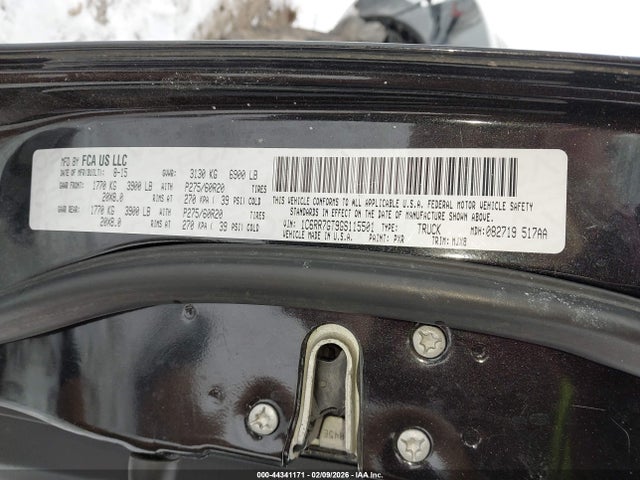 MFD BY FCA US LLC
DATE OF MFR/BUILT: 8-15 GVWR: 3130 KG 6900 LB
GAWR FRONT: 1770 KG 3900 LB WITH P275/60R20 TIRES
20X8.0 RIMS AT 270 KPA ( 39 PSI) COLD
GAWR REAR: 1770 KG 3900 LB WITH P275/60R20 TIRES
20X8.0 RIMS AT 270 KPA ( 39 PSI) COLD
THIS VEHICLE CONFORMS TO ALL APPLICABLE U.S.A. FEDERAL MOTOR VEHICLE SAFETY
STANDARDS IN EFFECT ON THE DATE OF MANUFACTURE SHOWN ABOVE.
VIN: 1C6RR7GT9GS115501 TYPE: TRUCK MDH: 082719 517AA
VEHICLE MADE IN U.S.A. PAINT: PXR TRIM: MJX8
000-44341171 - 02/09/2026 - IAAI.COM